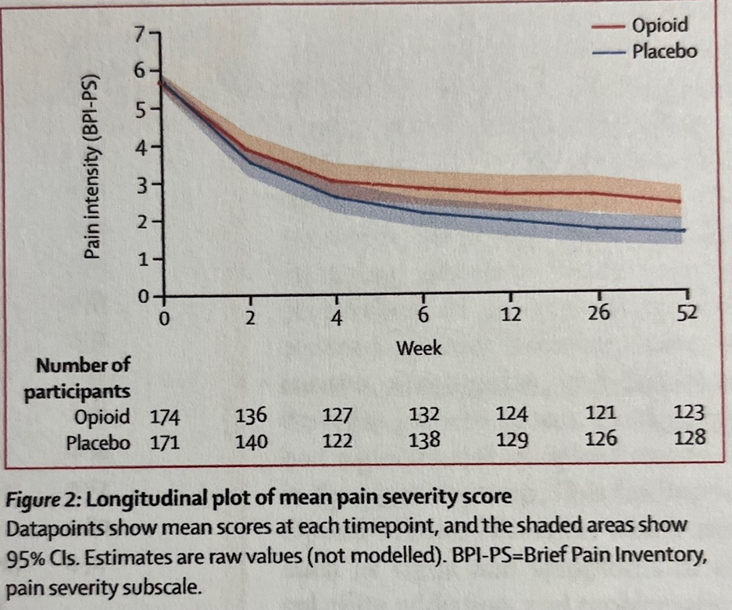 Opioid
Placebo
Pain intensity (BPI-PS)
7
6
5
4
3
2
1
0
0 2 4 6 12 26 52
Week
Number of
participants
Opioid 174 136 127 132 124 121 123
Placebo 171 140 122 138 129 126 128
Figure 2: Longitudinal plot of mean pain severity score
Datapoints show mean scores at each timepoint, and the shaded areas show
95% CIs. Estimates are raw values (not modelled). BPI-PS=Brief Pain Inventory,
pain severity subscale.